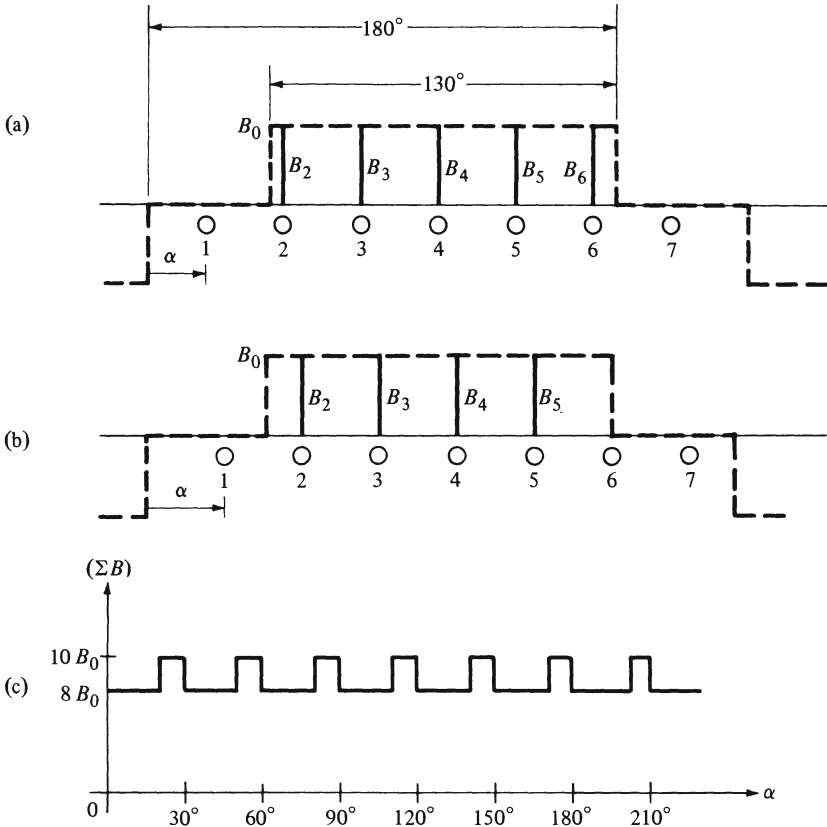 180°
130°
(a)
B₀
B₂ B₃ B₄ B₅ B₆
1 2 3 4 5 6 7
α
B₀
B₂ B₃ B₄ B₅
(b)
1 2 3 4 5 6 7
α
(ΣB)
10 B₀
(c)
8 B₀
0 30° 60° 90° 120° 150° 180° 210° α